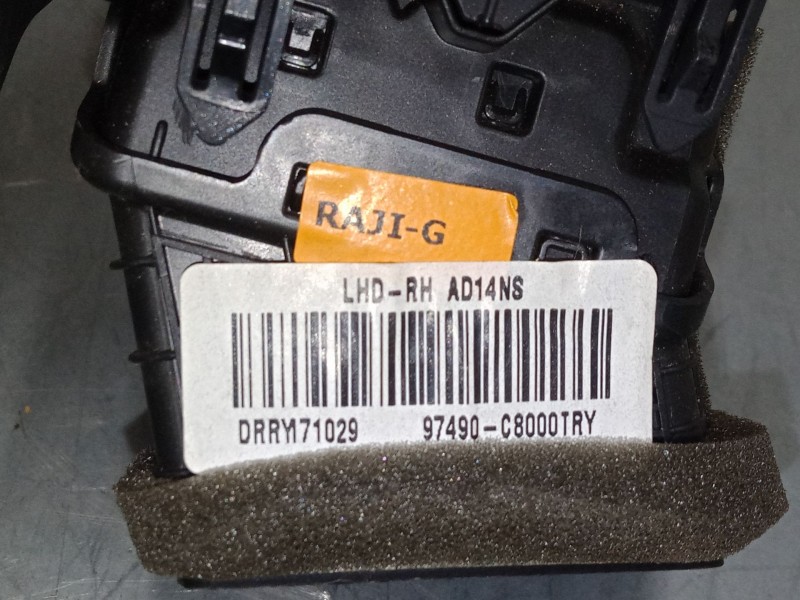 RAJI-G
LHD-RH AD14NS
DRRY171029 97490-C8000TRY